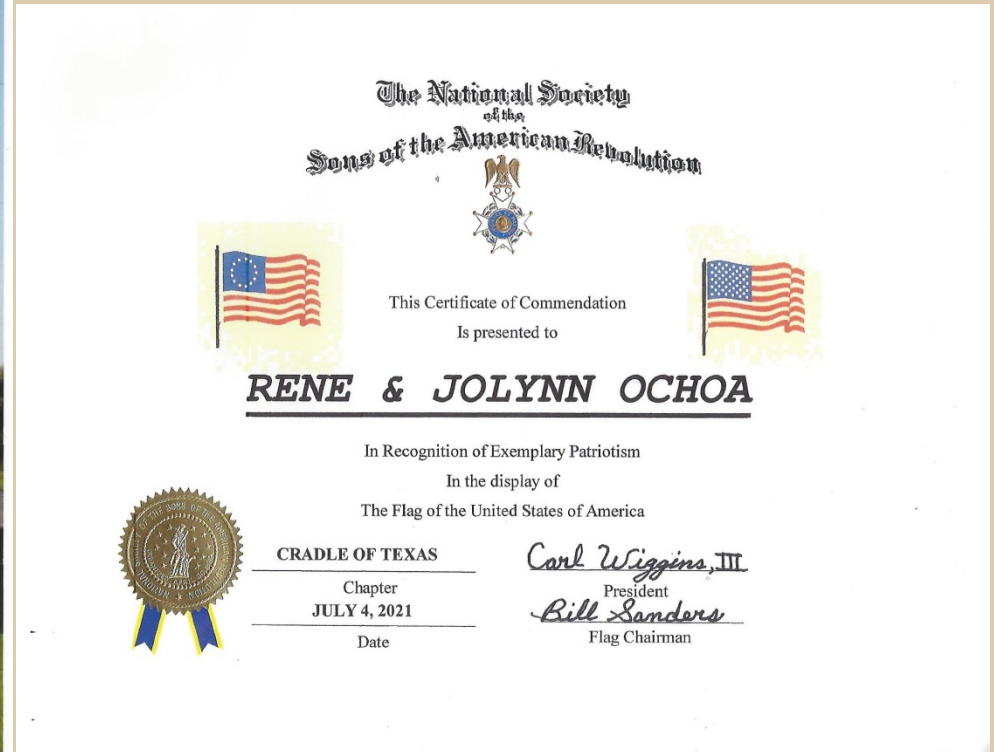 The National Society
of the
Sons of the American Revolution
This Certificate of Commendation
Is presented to
RENE & JOLYNN OCHOA
In Recognition of Exemplary Patriotism
In the display of
The Flag of the United States of America
CRADLE OF TEXAS
Chapter
JULY 4, 2021
Date
Carl Wiggins, III
President
Bill Sanders
Flag Chairman